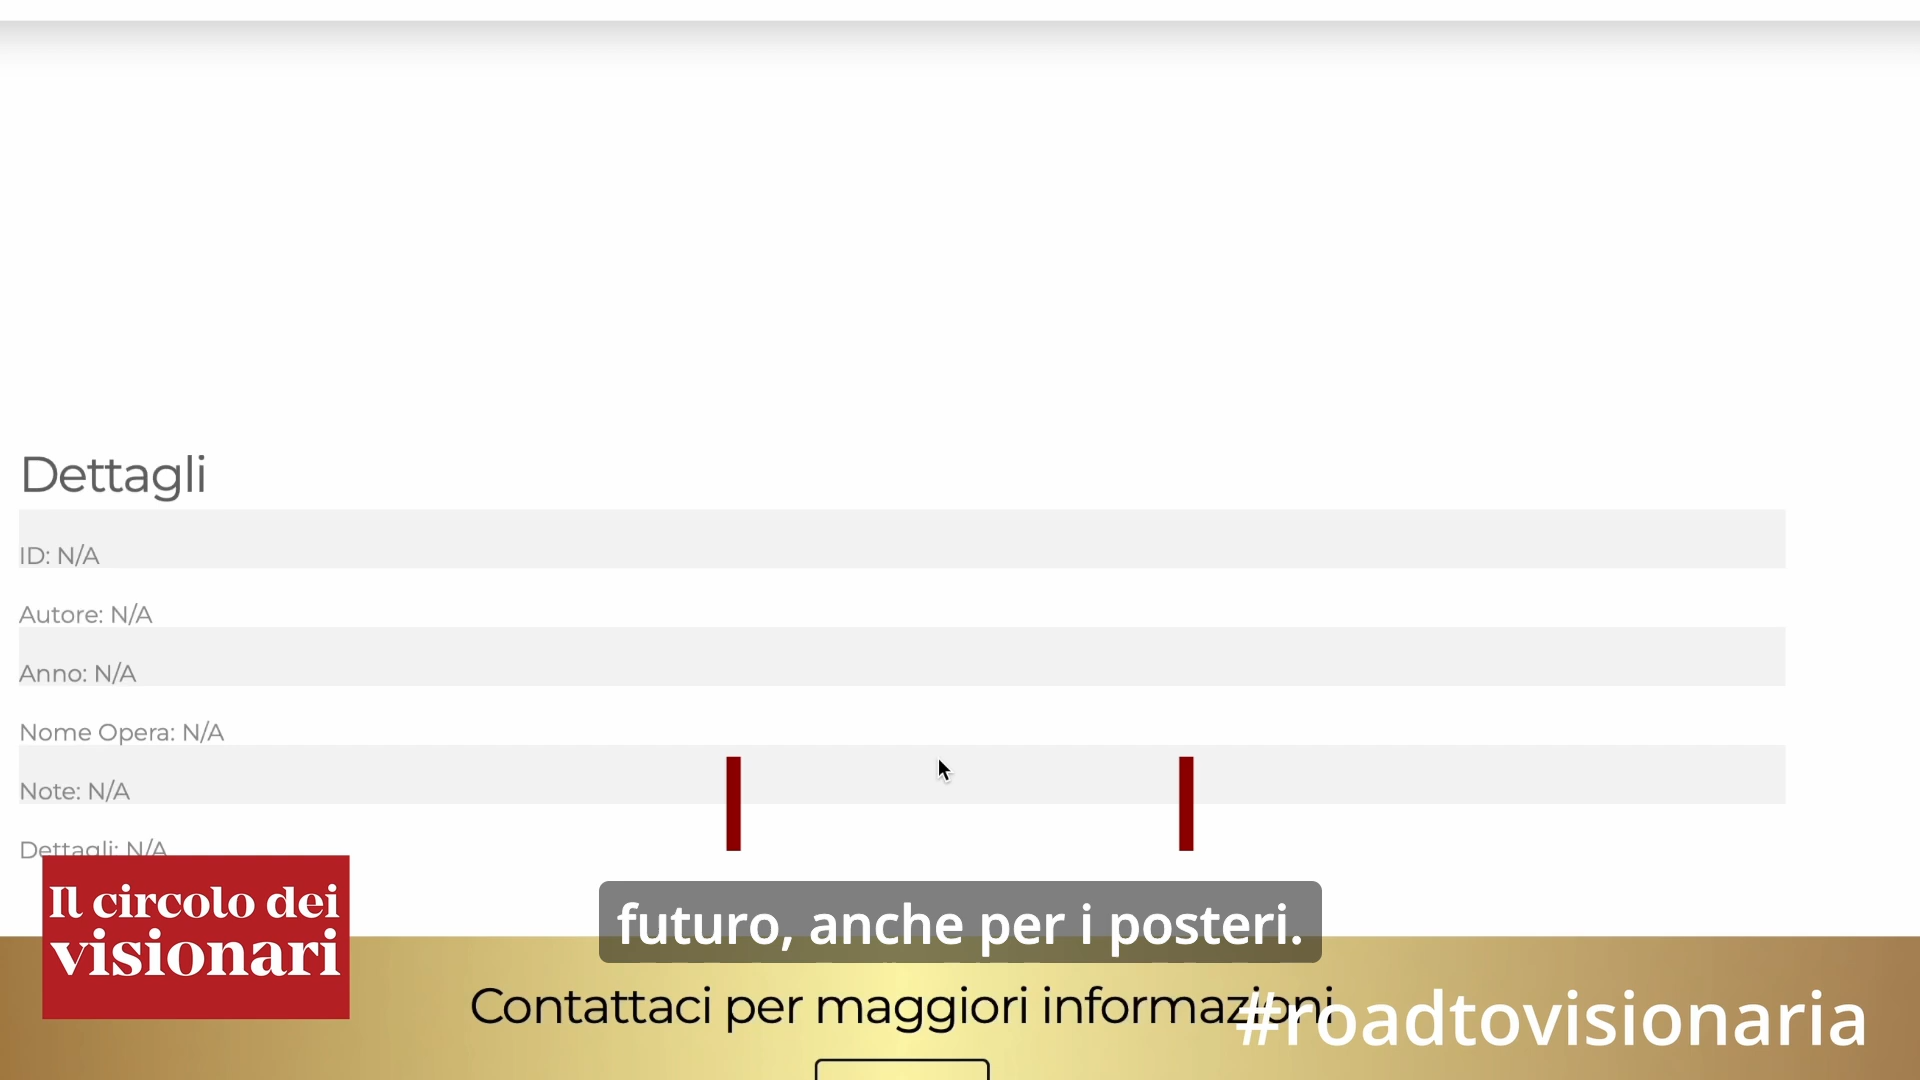 Dettagli
ID: N/A
Autore: N/A
Anno: N/A
Nome Opera: N/A
Note: N/A
Dettagli: N/A
Il circolo dei
visionari
futuro, anche per i posteri.
Contattaci per maggiori informazioni
#roadtovisionaria